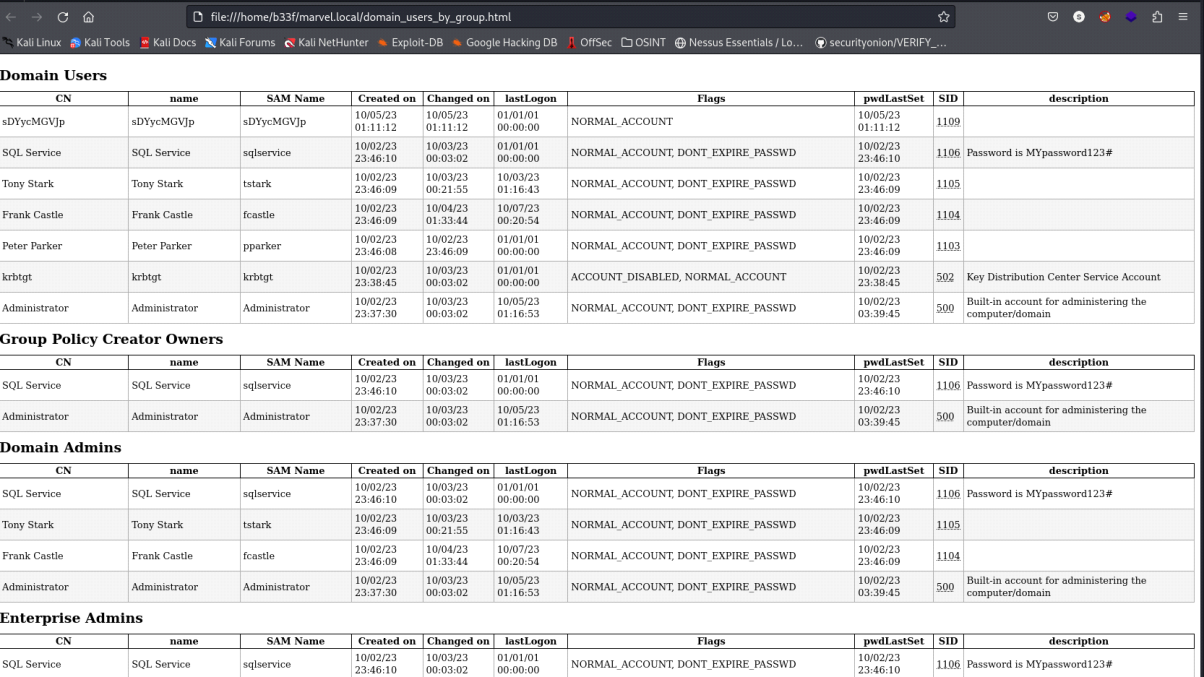 file:///home/b33f/marvel.local/domain_users_by_group.html
Kali Linux Kali Tools Kali Docs Kali Forums Kali NetHunter Exploit-DB Google Hacking DB OffSec OSINT Nessus Essentials / Lo... securityonion/VERIFY_...
Domain Users
CN name SAM Name Created on Changed on lastLogon Flags pwdLastSet SID description
sDYycMGVJp sDYycMGVJp sDYycMGVJp 10/05/23 01:11:12 10/05/23 01:11:12 01/01/01 00:00:00 NORMAL_ACCOUNT 10/05/23 01:11:12 1109
SQL Service SQL Service sqlservice 10/02/23 23:46:10 10/03/23 00:03:02 01/01/01 00:00:00 NORMAL_ACCOUNT, DONT_EXPIRE_PASSWD 10/02/23 23:46:10 1106 Password is MYpassword123#
Tony Stark Tony Stark tstark 10/02/23 23:46:09 10/03/23 00:21:55 10/03/23 01:16:43 NORMAL_ACCOUNT, DONT_EXPIRE_PASSWD 10/02/23 23:46:09 1105
Frank Castle Frank Castle fcastle 10/02/23 23:46:09 10/04/23 01:33:44 10/07/23 00:20:54 NORMAL_ACCOUNT, DONT_EXPIRE_PASSWD 10/02/23 23:46:09 1104
Peter Parker Peter Parker pparker 10/02/23 23:46:08 10/02/23 23:46:09 01/01/01 00:00:00 NORMAL_ACCOUNT, DONT_EXPIRE_PASSWD 10/02/23 23:46:09 1103
krbtgt krbtgt krbtgt 10/02/23 23:38:45 10/03/23 00:03:02 01/01/01 00:00:00 ACCOUNT_DISABLED, NORMAL_ACCOUNT 10/02/23 23:38:45 502 Key Distribution Center Service Account
Administrator Administrator Administrator 10/02/23 23:37:30 10/03/23 00:03:02 10/05/23 01:16:53 NORMAL_ACCOUNT, DONT_EXPIRE_PASSWD 10/02/23 03:39:45 500 Built-in account for administering the computer/domain
Group Policy Creator Owners
CN name SAM Name Created on Changed on lastLogon Flags pwdLastSet SID description
SQL Service SQL Service sqlservice 10/02/23 23:46:10 10/03/23 00:03:02 01/01/01 00:00:00 NORMAL_ACCOUNT, DONT_EXPIRE_PASSWD 10/02/23 23:46:10 1106 Password is MYpassword123#
Administrator Administrator Administrator 10/02/23 23:37:30 10/03/23 00:03:02 10/05/23 01:16:53 NORMAL_ACCOUNT, DONT_EXPIRE_PASSWD 10/02/23 03:39:45 500 Built-in account for administering the computer/domain
Domain Admins
CN name SAM Name Created on Changed on lastLogon Flags pwdLastSet SID description
SQL Service SQL Service sqlservice 10/02/23 23:46:10 10/03/23 00:03:02 01/01/01 00:00:00 NORMAL_ACCOUNT, DONT_EXPIRE_PASSWD 10/02/23 23:46:10 1106 Password is MYpassword123#
Tony Stark Tony Stark tstark 10/02/23 23:46:09 10/03/23 00:21:55 10/03/23 01:16:43 NORMAL_ACCOUNT, DONT_EXPIRE_PASSWD 10/02/23 23:46:09 1105
Frank Castle Frank Castle fcastle 10/02/23 23:46:09 10/04/23 01:33:44 10/07/23 00:20:54 NORMAL_ACCOUNT, DONT_EXPIRE_PASSWD 10/02/23 23:46:09 1104
Administrator Administrator Administrator 10/02/23 23:37:30 10/03/23 00:03:02 10/05/23 01:16:53 NORMAL_ACCOUNT, DONT_EXPIRE_PASSWD 10/02/23 03:39:45 500 Built-in account for administering the computer/domain
Enterprise Admins
CN name SAM Name Created on Changed on lastLogon Flags pwdLastSet SID description
SQL Service SQL Service sqlservice 10/02/23 23:46:10 10/03/23 00:03:02 01/01/01 00:00:00 NORMAL_ACCOUNT, DONT_EXPIRE_PASSWD 10/02/23 23:46:10 1106 Password is MYpassword123#